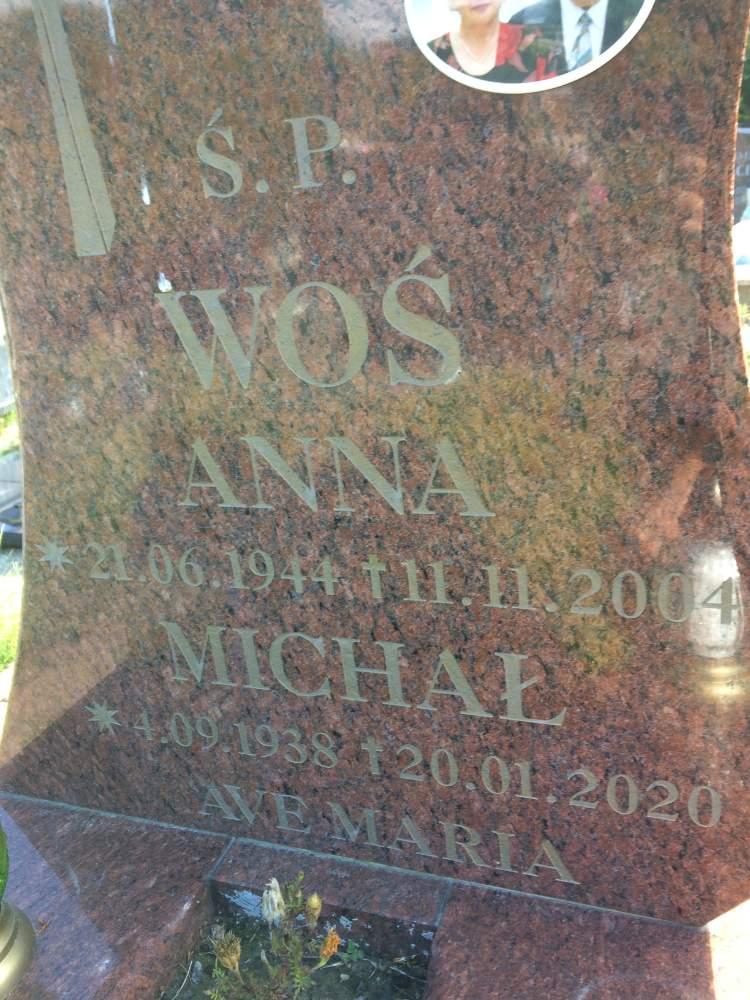 Ś. P.
WOŚ
ANNA
* 21.06.1944 ✝ 11.11.2004
MICHAŁ
* 4.09.1938 ✝ 20.01.2020
AVE MARIA